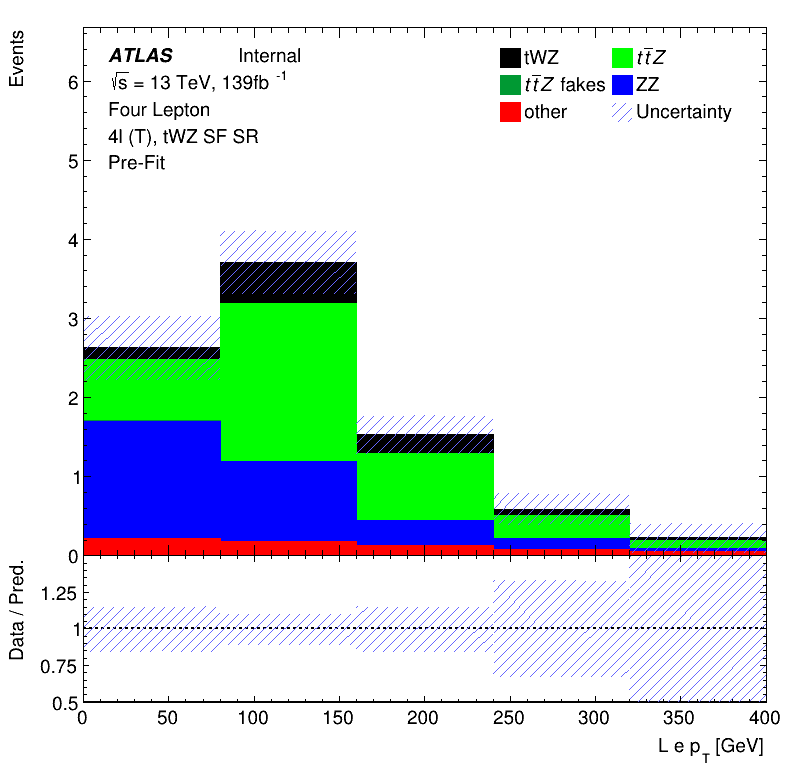 Events
ATLAS Internal
√s = 13 TeV, 139fb -1
Four Lepton
4l (T), tWZ SF SR
Pre-Fit
tWZ tt̄Z
tt̄Z fakes ZZ
other Uncertainty
6
5
4
3
2
1
0
Data / Pred.
1.25
1
0.75
0.5
0 50 100 150 200 250 300 350 400
L e p T [GeV]